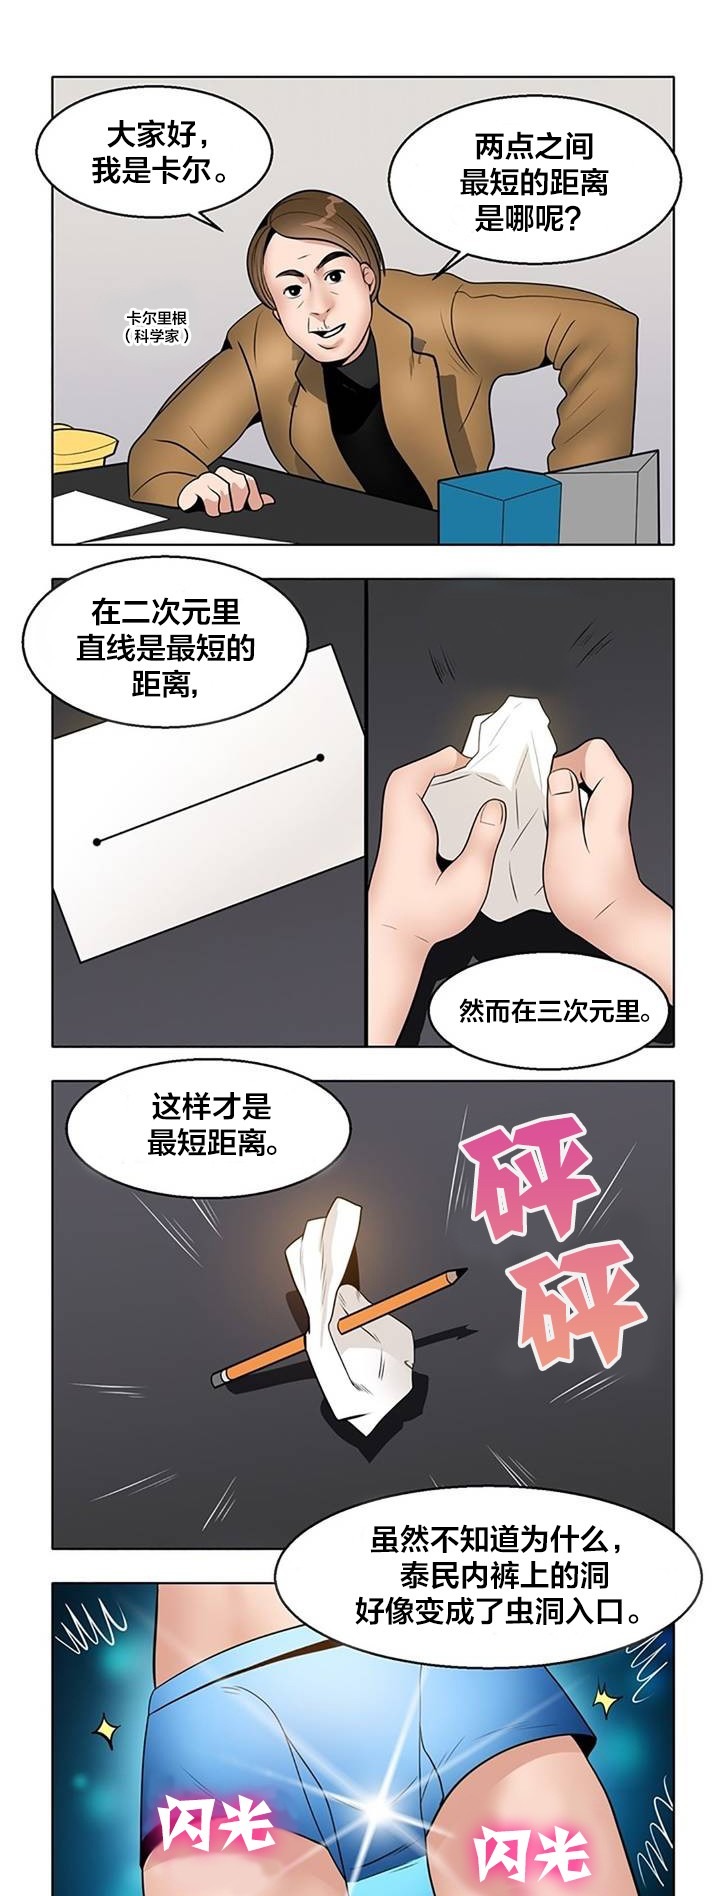 大家好，
我是卡尔。
两点之间
最短的距离
是哪呢？
卡尔里根
（科学家）
在二次元里
直线是最短的
距离,
然而在三次元里。
这样才是
最短距离。
砰
砰
虽然不知道为什么，
泰民内裤上的洞
好像变成了虫洞入口。
闪光
闪光